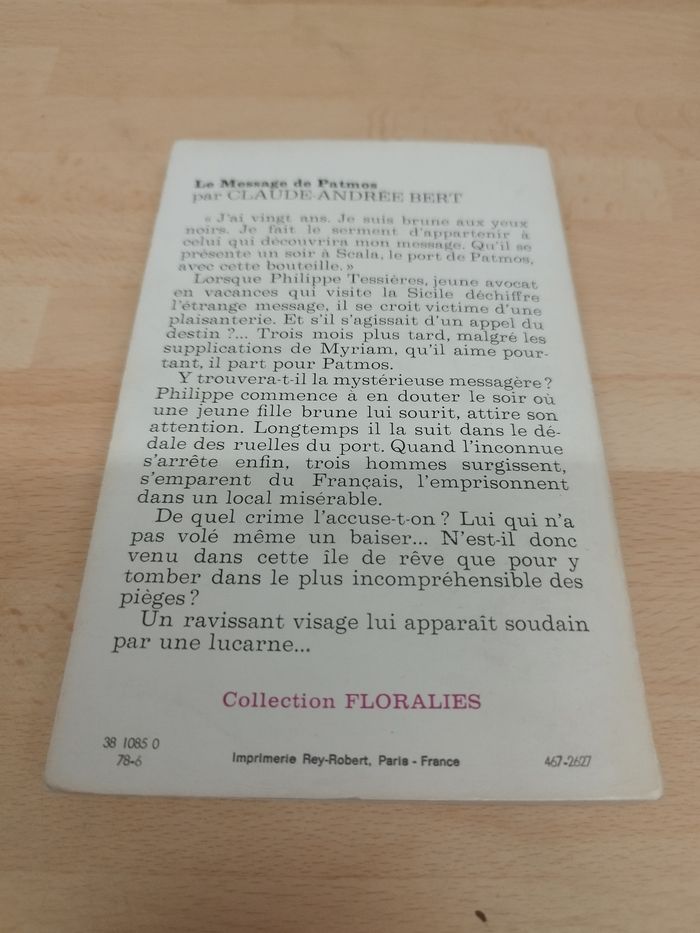 Le Message de Patmos
par CLAUDE-ANDRÉE BERT
« J'ai vingt ans. Je suis brune aux yeux
noirs. Je fait le serment d'appartenir à
celui qui découvrira mon message. Qu'il se
présente un soir à Scala, le port de Patmos,
avec cette bouteille. »
Lorsque Philippe Tessières, jeune avocat
en vacances qui visite la Sicile déchiffre
l'étrange message, il se croit victime d'une
plaisanterie. Et s'il s'agissait d'un appel du
destin ?... Trois mois plus tard, malgré les
supplications de Myriam, qu'il aime pour-
tant, il part pour Patmos.
Y trouvera-t-il la mystérieuse messagère ?
Philippe commence à en douter le soir où
une jeune fille brune lui sourit, attire son
attention. Longtemps il la suit dans le dé-
dale des ruelles du port. Quand l'inconnue
s'arrête enfin, trois hommes surgissent,
s'emparent du Français, l'emprisonnent
dans un local misérable.
De quel crime l'accuse-t-on ? Lui qui n'a
pas volé même un baiser... N'est-il donc
venu dans cette île de rêve que pour y
tomber dans le plus incompréhensible des
pièges ?
Un ravissant visage lui apparaît soudain
par une lucarne...
Collection FLORALIES
38 1085 0
78-6
Imprimerie Rey-Robert, Paris - France
467-2627